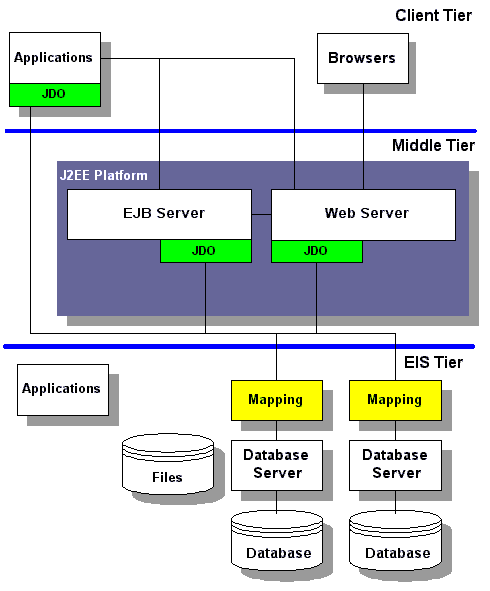 Client Tier
Applications
Browsers
JDO
Middle Tier
J2EE Platform
EJB Server
Web Server
JDO
JDO
EIS Tier
Applications
Mapping
Mapping
Database
Server
Database
Server
Files
Database
Database